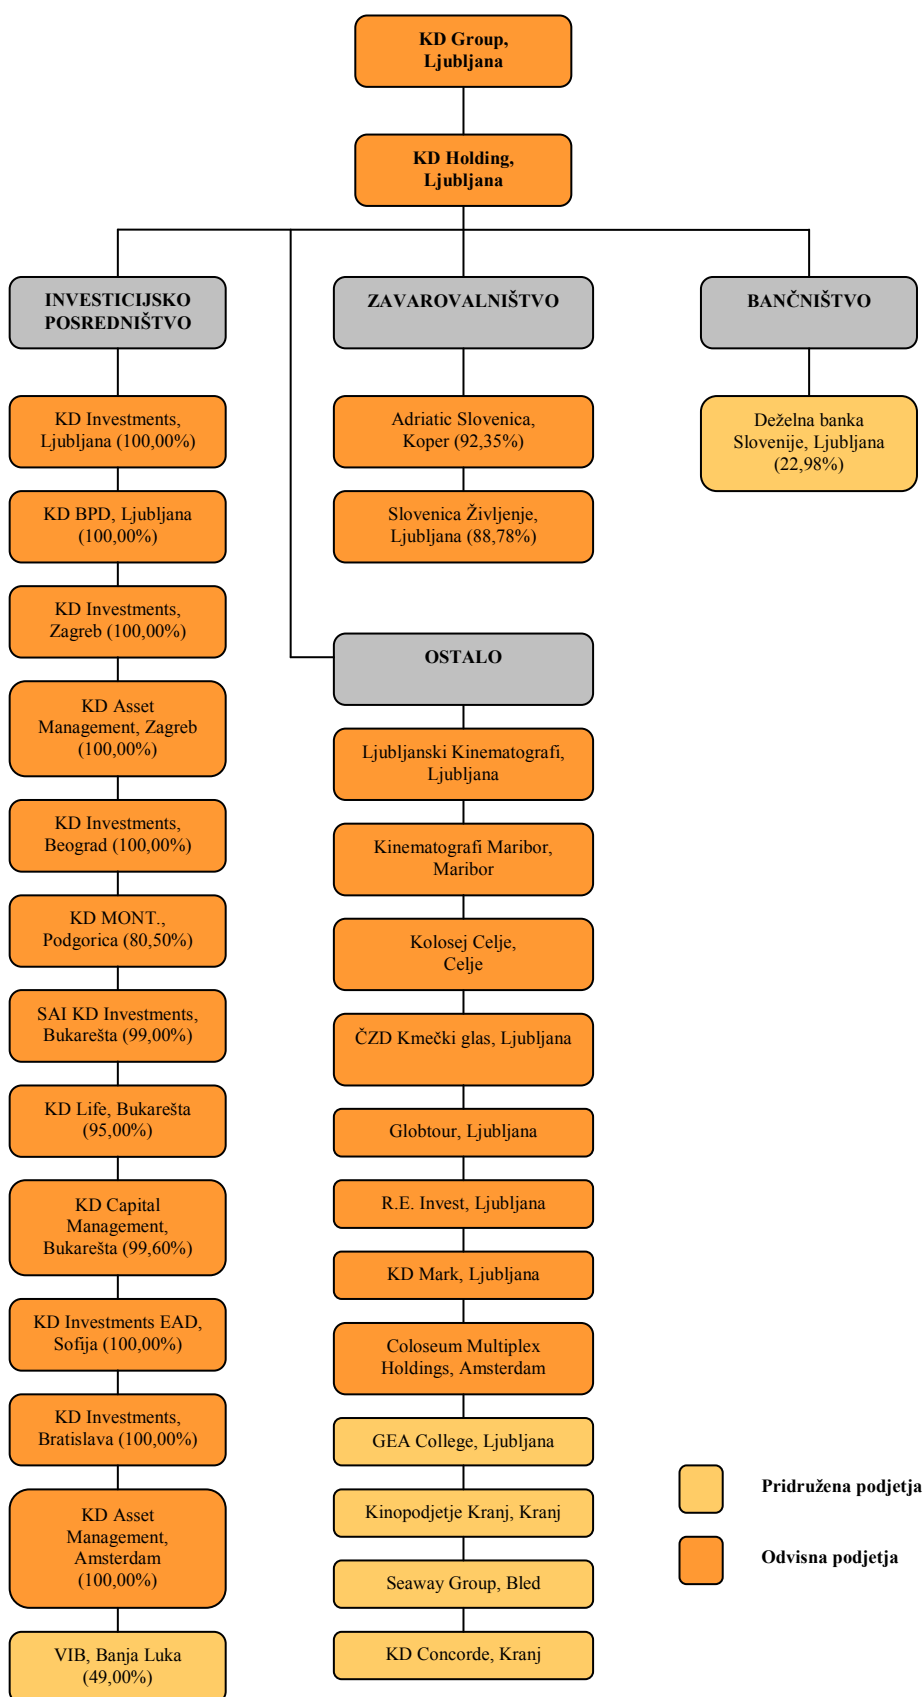 KD Group,
Ljubljana
KD Holding,
Ljubljana
INVESTICIJSKO
POSREDNIŠTVO
KD Investments,
Ljubljana (100,00%)
KD BPD, Ljubljana
(100,00%)
KD Investments,
Zagreb (100,00%)
KD Asset
Management, Zagreb
(100,00%)
KD Investments,
Beograd (100,00%)
KD MONT.,
Podgorica (80,50%)
SAI KD Investments,
Bukarešta (99,00%)
KD Life, Bukarešta
(95,00%)
KD Capital
Management,
Bukarešta (99,60%)
KD Investments EAD,
Sofija (100,00%)
KD Investments,
Bratislava (100,00%)
KD Asset
Management,
Amsterdam
(100,00%)
VIB, Banja Luka
(49,00%)
ZAVAROVALNIŠTVO
Adriatic Slovenica,
Koper (92,35%)
Slovenica Življenje,
Ljubljana (88,78%)
OSTALO
Ljubljanski Kinematografi,
Ljubljana
Kinematografi Maribor,
Maribor
Kolosej Celje,
Celje
ČZD Kmečki glas, Ljubljana
Globtour, Ljubljana
R.E. Invest, Ljubljana
KD Mark, Ljubljana
Coloseum Multiplex
Holdings, Amsterdam
GEA College, Ljubljana
Kinopodjetje Kranj, Kranj
Seaway Group, Bled
KD Concorde, Kranj
BANČNIŠTVO
Deželna banka
Slovenije, Ljubljana
(22,98%)
Pridružena podjetja
Odvisna podjetja